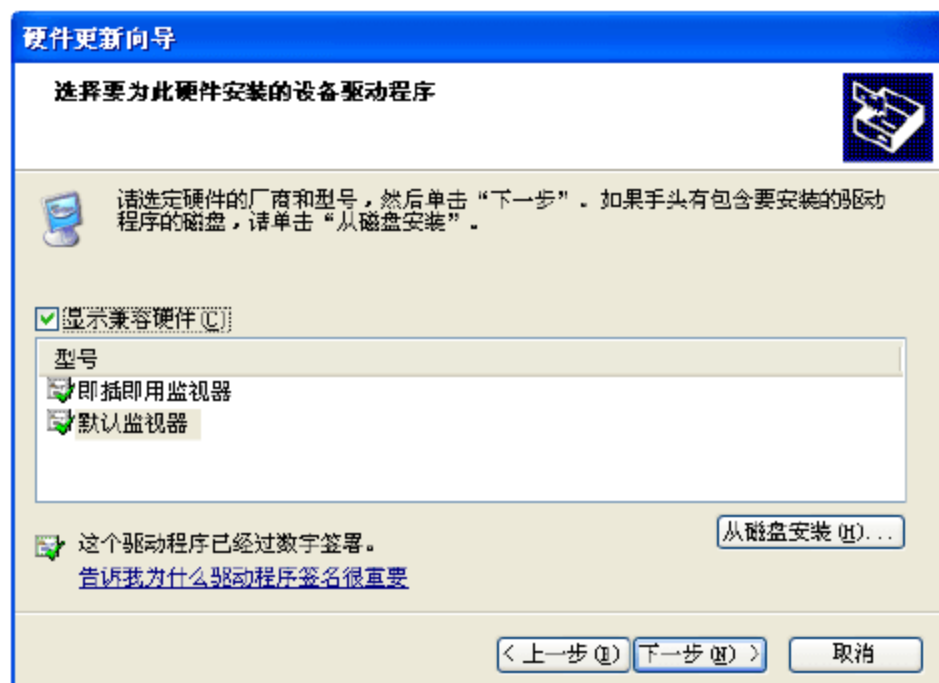 硬件更新向导
选择要为此硬件安装的设备驱动程序
请选定硬件的厂商和型号，然后单击“下一步”。如果手头有包含要安装的驱动
程序的磁盘，请单击“从磁盘安装”。
显示兼容硬件(C)
型号
即插即用监视器
默认监视器
从磁盘安装(H)...
这个驱动程序已经过数字签署。
告诉我为什么驱动程序签名很重要
< 上一步(B) 下一步(N) > 取消